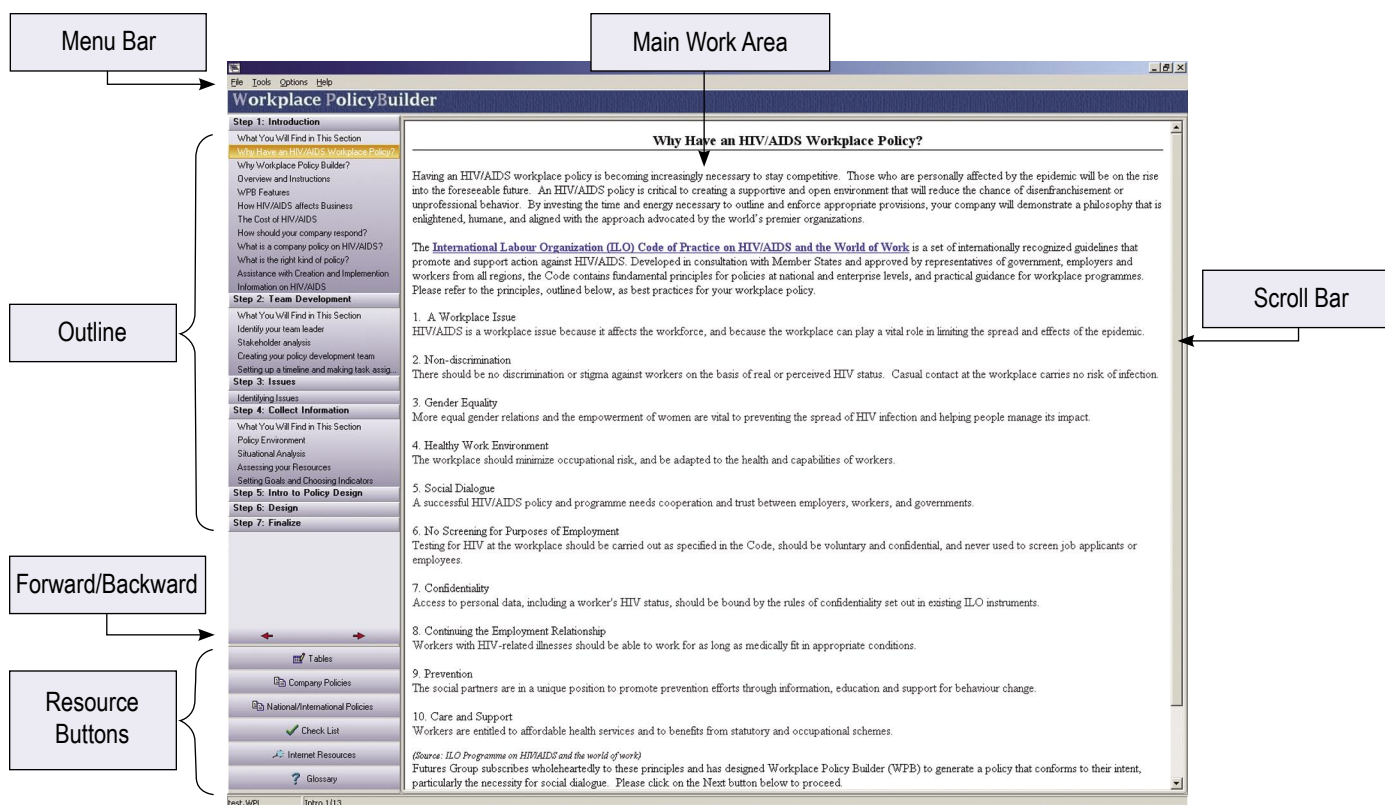 Menu Bar
Main Work Area
File Tools Options Help
Workplace PolicyBuilder
Step 1: Introduction
What You Will Find in This Section
Why Have an HIV/AIDS Workplace Policy?
Why Workplace Policy Builder?
Overview and Instructions
WPB Features
How HIV/AIDS affects Business
The Cost of HIV/AIDS
How should your company respond?
What is a company policy on HIV/AIDS?
What is the right kind of policy?
Assistance with Creation and Implemention
Information on HIV/AIDS
Step 2: Team Development
What You Will Find in This Section
Identify your team leader
Stakeholder analysis
Creating your policy development team
Setting up a timeline and making task assig...
Step 3: Issues
Identifying Issues
Step 4: Collect Information
What You Will Find in This Section
Policy Environment
Situational Analysis
Assessing your Resources
Setting Goals and Choosing Indicators
Step 5: Intro to Policy Design
Step 6: Design
Step 7: Finalize
Outline
Forward/Backward
Resource
Buttons
Tables
Company Policies
National/International Policies
Check List
Internet Resources
Glossary
test-WPL Intro 1/13
Why Have an HIV/AIDS Workplace Policy?
Having an HIV/AIDS workplace policy is becoming increasingly necessary to stay competitive. Those who are personally affected by the epidemic will be on the rise
into the foreseeable future. An HIV/AIDS policy is critical to creating a supportive and open environment that will reduce the chance of disenfranchisement or
unprofessional behavior. By investing the time and energy necessary to outline and enforce appropriate provisions, your company will demonstrate a philosophy that is
enlightened, humane, and aligned with the approach advocated by the world's premier organizations.
The International Labour Organization (ILO) Code of Practice on HIV/AIDS and the World of Work is a set of internationally recognized guidelines that
promote and support action against HIV/AIDS. Developed in consultation with Member States and approved by representatives of government, employers and
workers from all regions, the Code contains fundamental principles for policies at national and enterprise levels, and practical guidance for workplace programmes.
Please refer to the principles, outlined below, as best practices for your workplace policy.
1. A Workplace Issue
HIV/AIDS is a workplace issue because it affects the workforce, and because the workplace can play a vital role in limiting the spread and effects of the epidemic.
2. Non-discrimination
There should be no discrimination or stigma against workers on the basis of real or perceived HIV status. Casual contact at the workplace carries no risk of infection.
3. Gender Equality
More equal gender relations and the empowerment of women are vital to preventing the spread of HIV infection and helping people manage its impact.
4. Healthy Work Environment
The workplace should minimize occupational risk, and be adapted to the health and capabilities of workers.
5. Social Dialogue
A successful HIV/AIDS policy and programme needs cooperation and trust between employers, workers, and governments.
6. No Screening for Purposes of Employment
Testing for HIV at the workplace should be carried out as specified in the Code, should be voluntary and confidential, and never used to screen job applicants or
employees.
7. Confidentiality
Access to personal data, including a worker's HIV status, should be bound by the rules of confidentiality set out in existing ILO instruments.
8. Continuing the Employment Relationship
Workers with HIV-related illnesses should be able to work for as long as medically fit in appropriate conditions.
9. Prevention
The social partners are in a unique position to promote prevention efforts through information, education and support for behaviour change.
10. Care and Support
Workers are entitled to affordable health services and to benefits from statutory and occupational schemes.
(Source: ILO Programme on HIV/AIDS and the world of work)
Futures Group subscribes wholeheartedly to these principles and has designed Workplace Policy Builder (WPB) to generate a policy that conforms to their intent,
particularly the necessity for social dialogue. Please click on the Next button below to proceed.
Scroll Bar